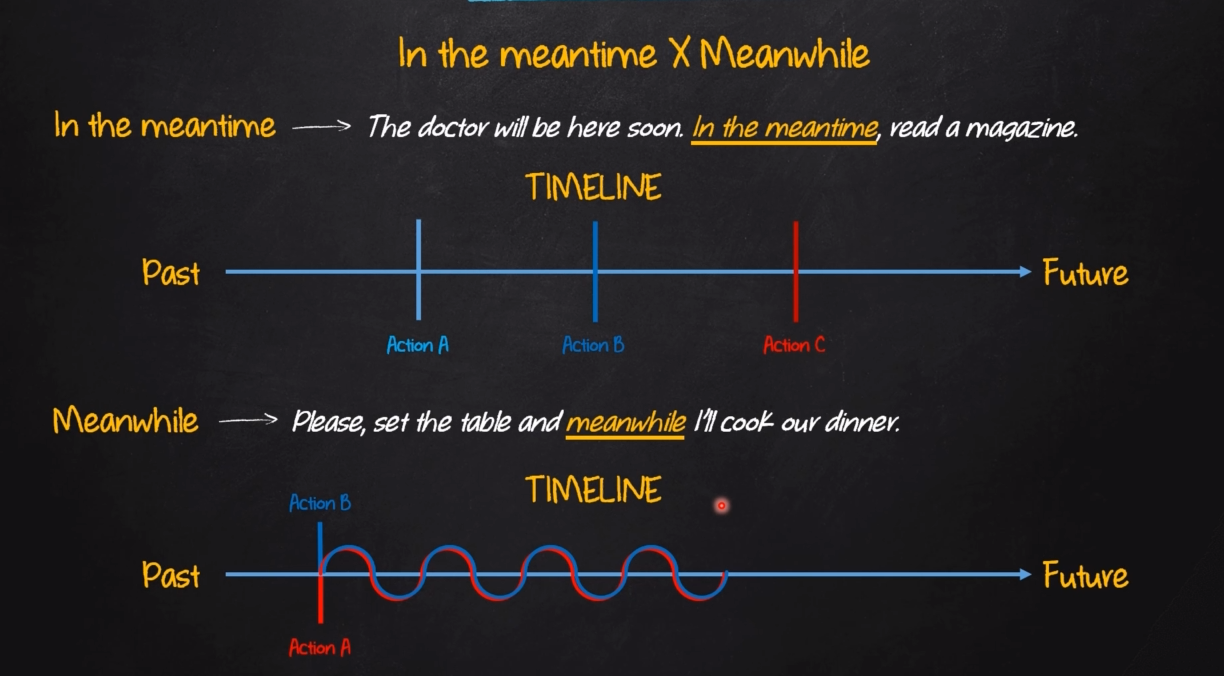 In the meantime X Meanwhile
In the meantime → The doctor will be here soon. In the meantime, read a magazine.
TIMELINE
Past Future
Action A Action B Action C
Meanwhile → Please, set the table and meanwhile I'll cook our dinner.
TIMELINE
Action B
Past Future
Action A